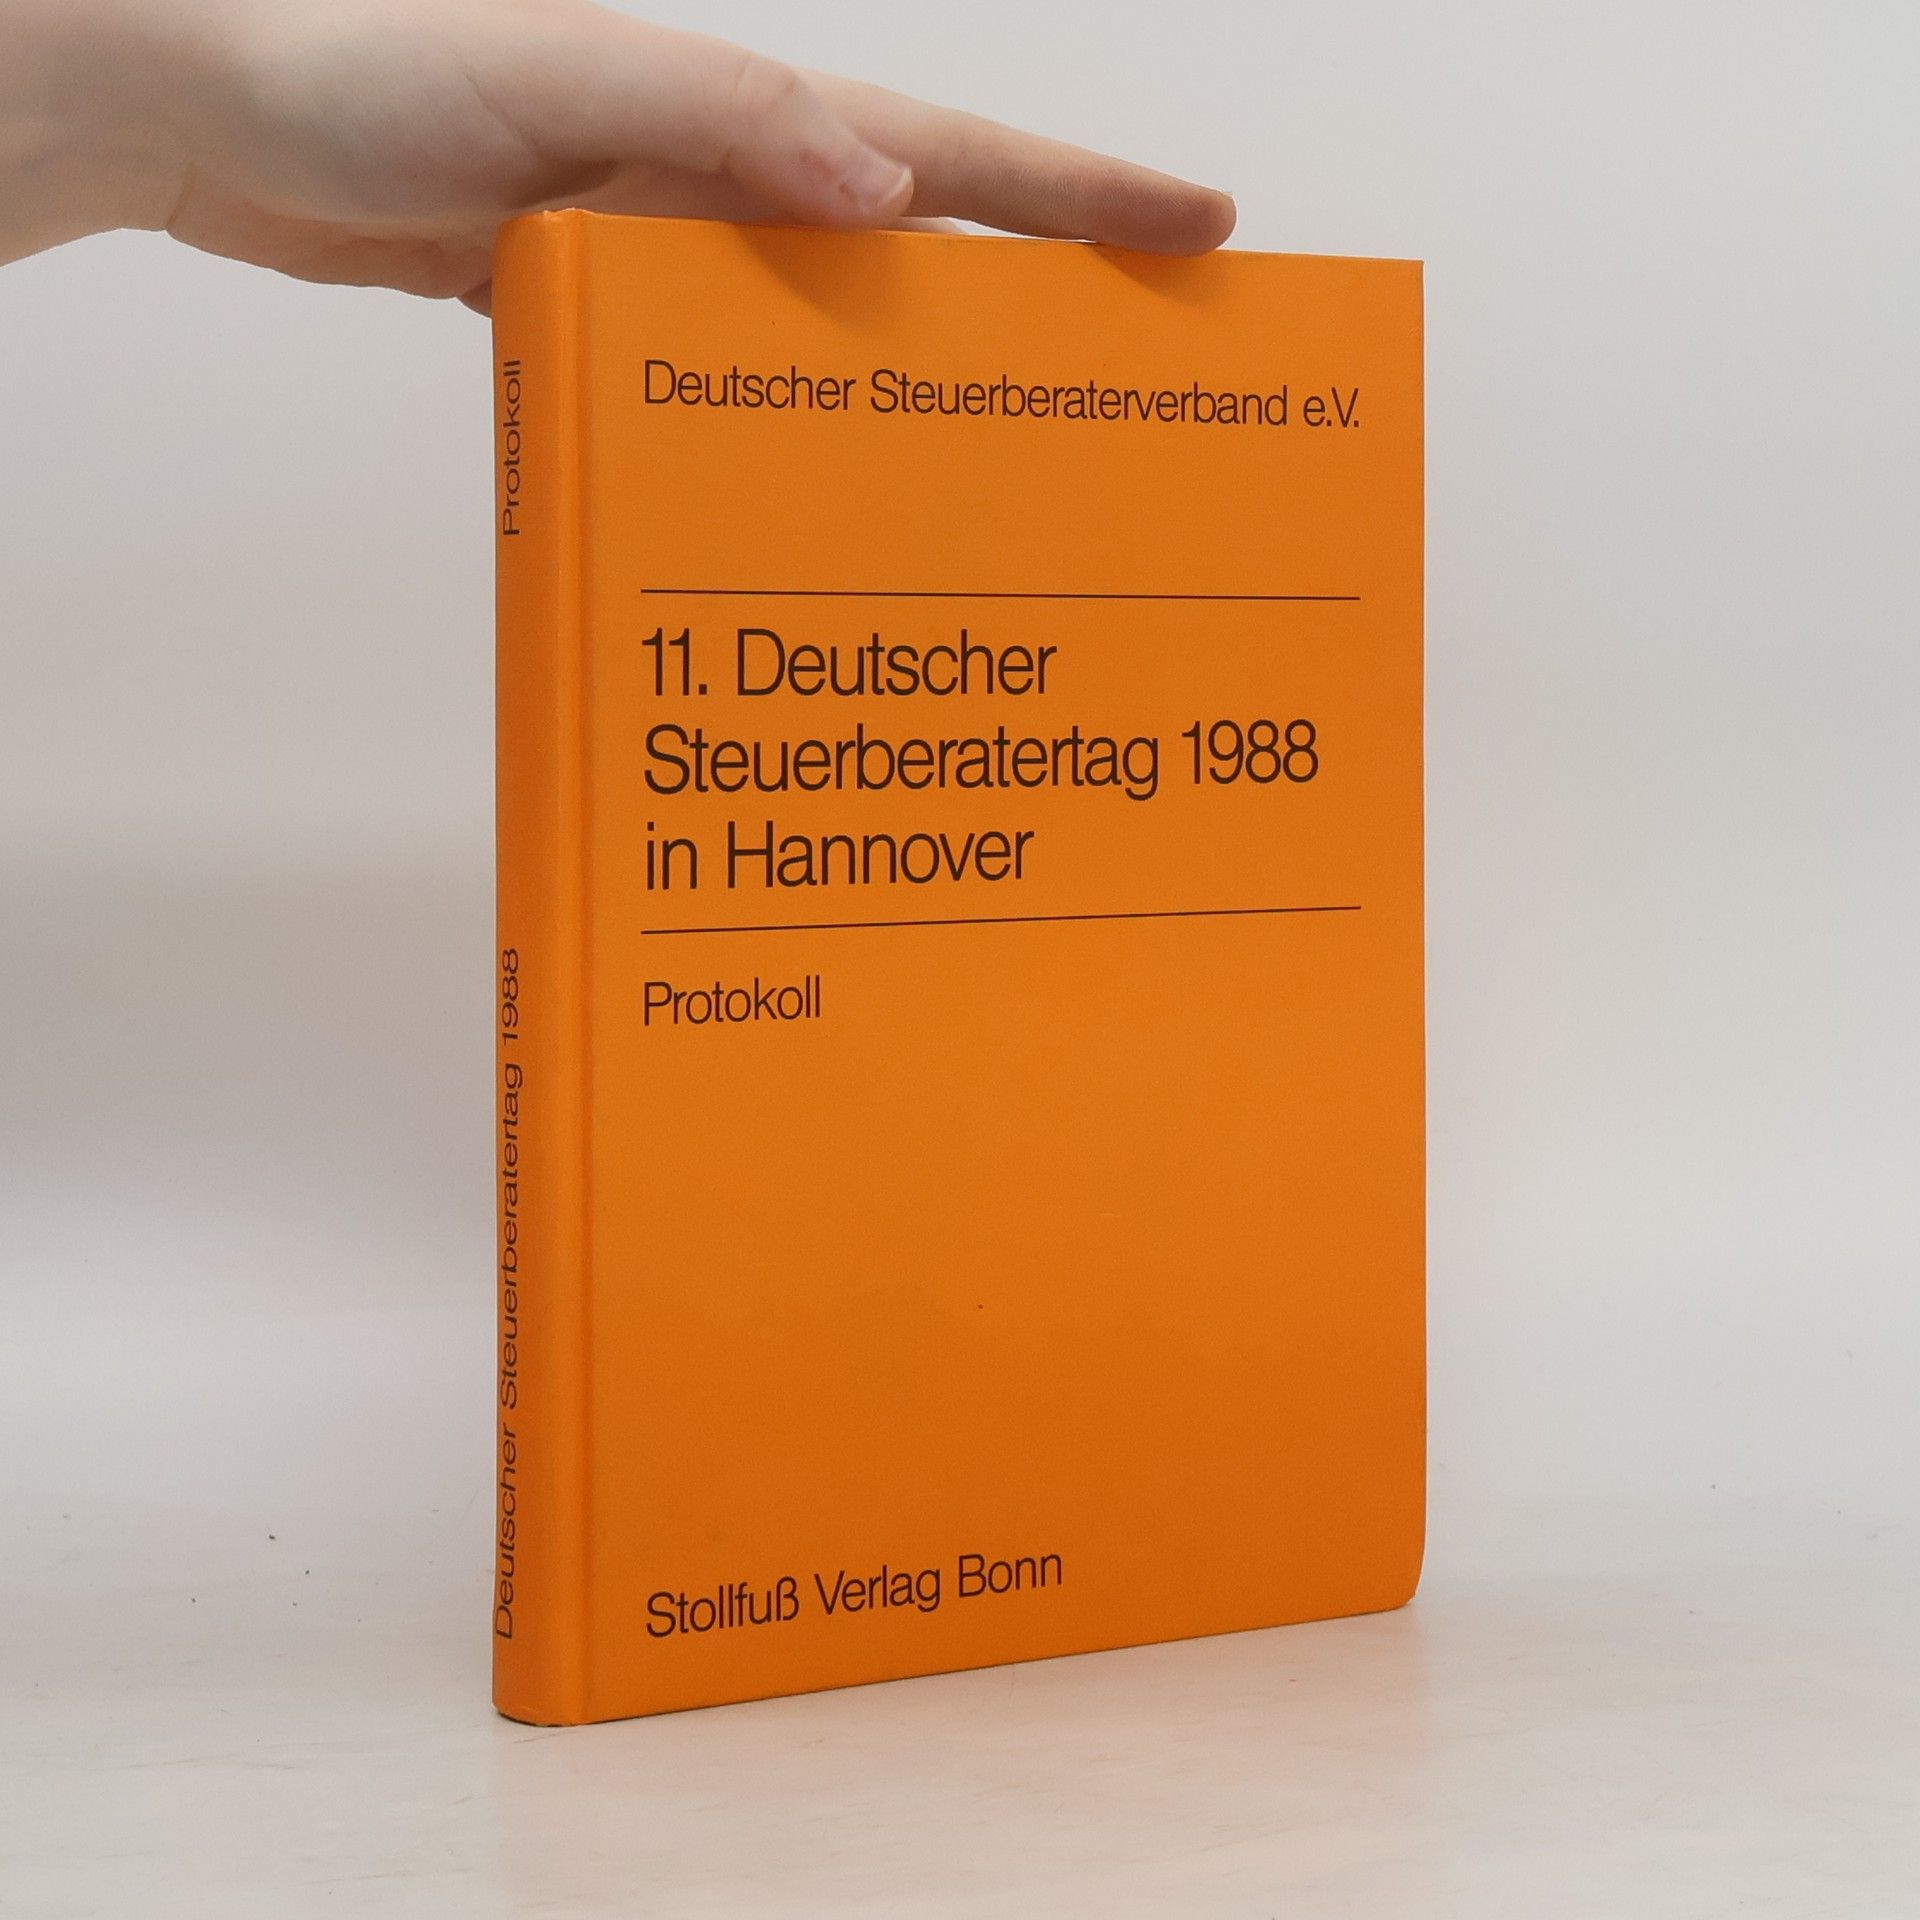 Deutscher Steuerberaterverband e.V.
11. Deutscher
Steuerberatertag 1988
in Hannover
Protokoll
Stollfuß Verlag Bonn
Deutscher Steuerberatertag 1988 Protokoll